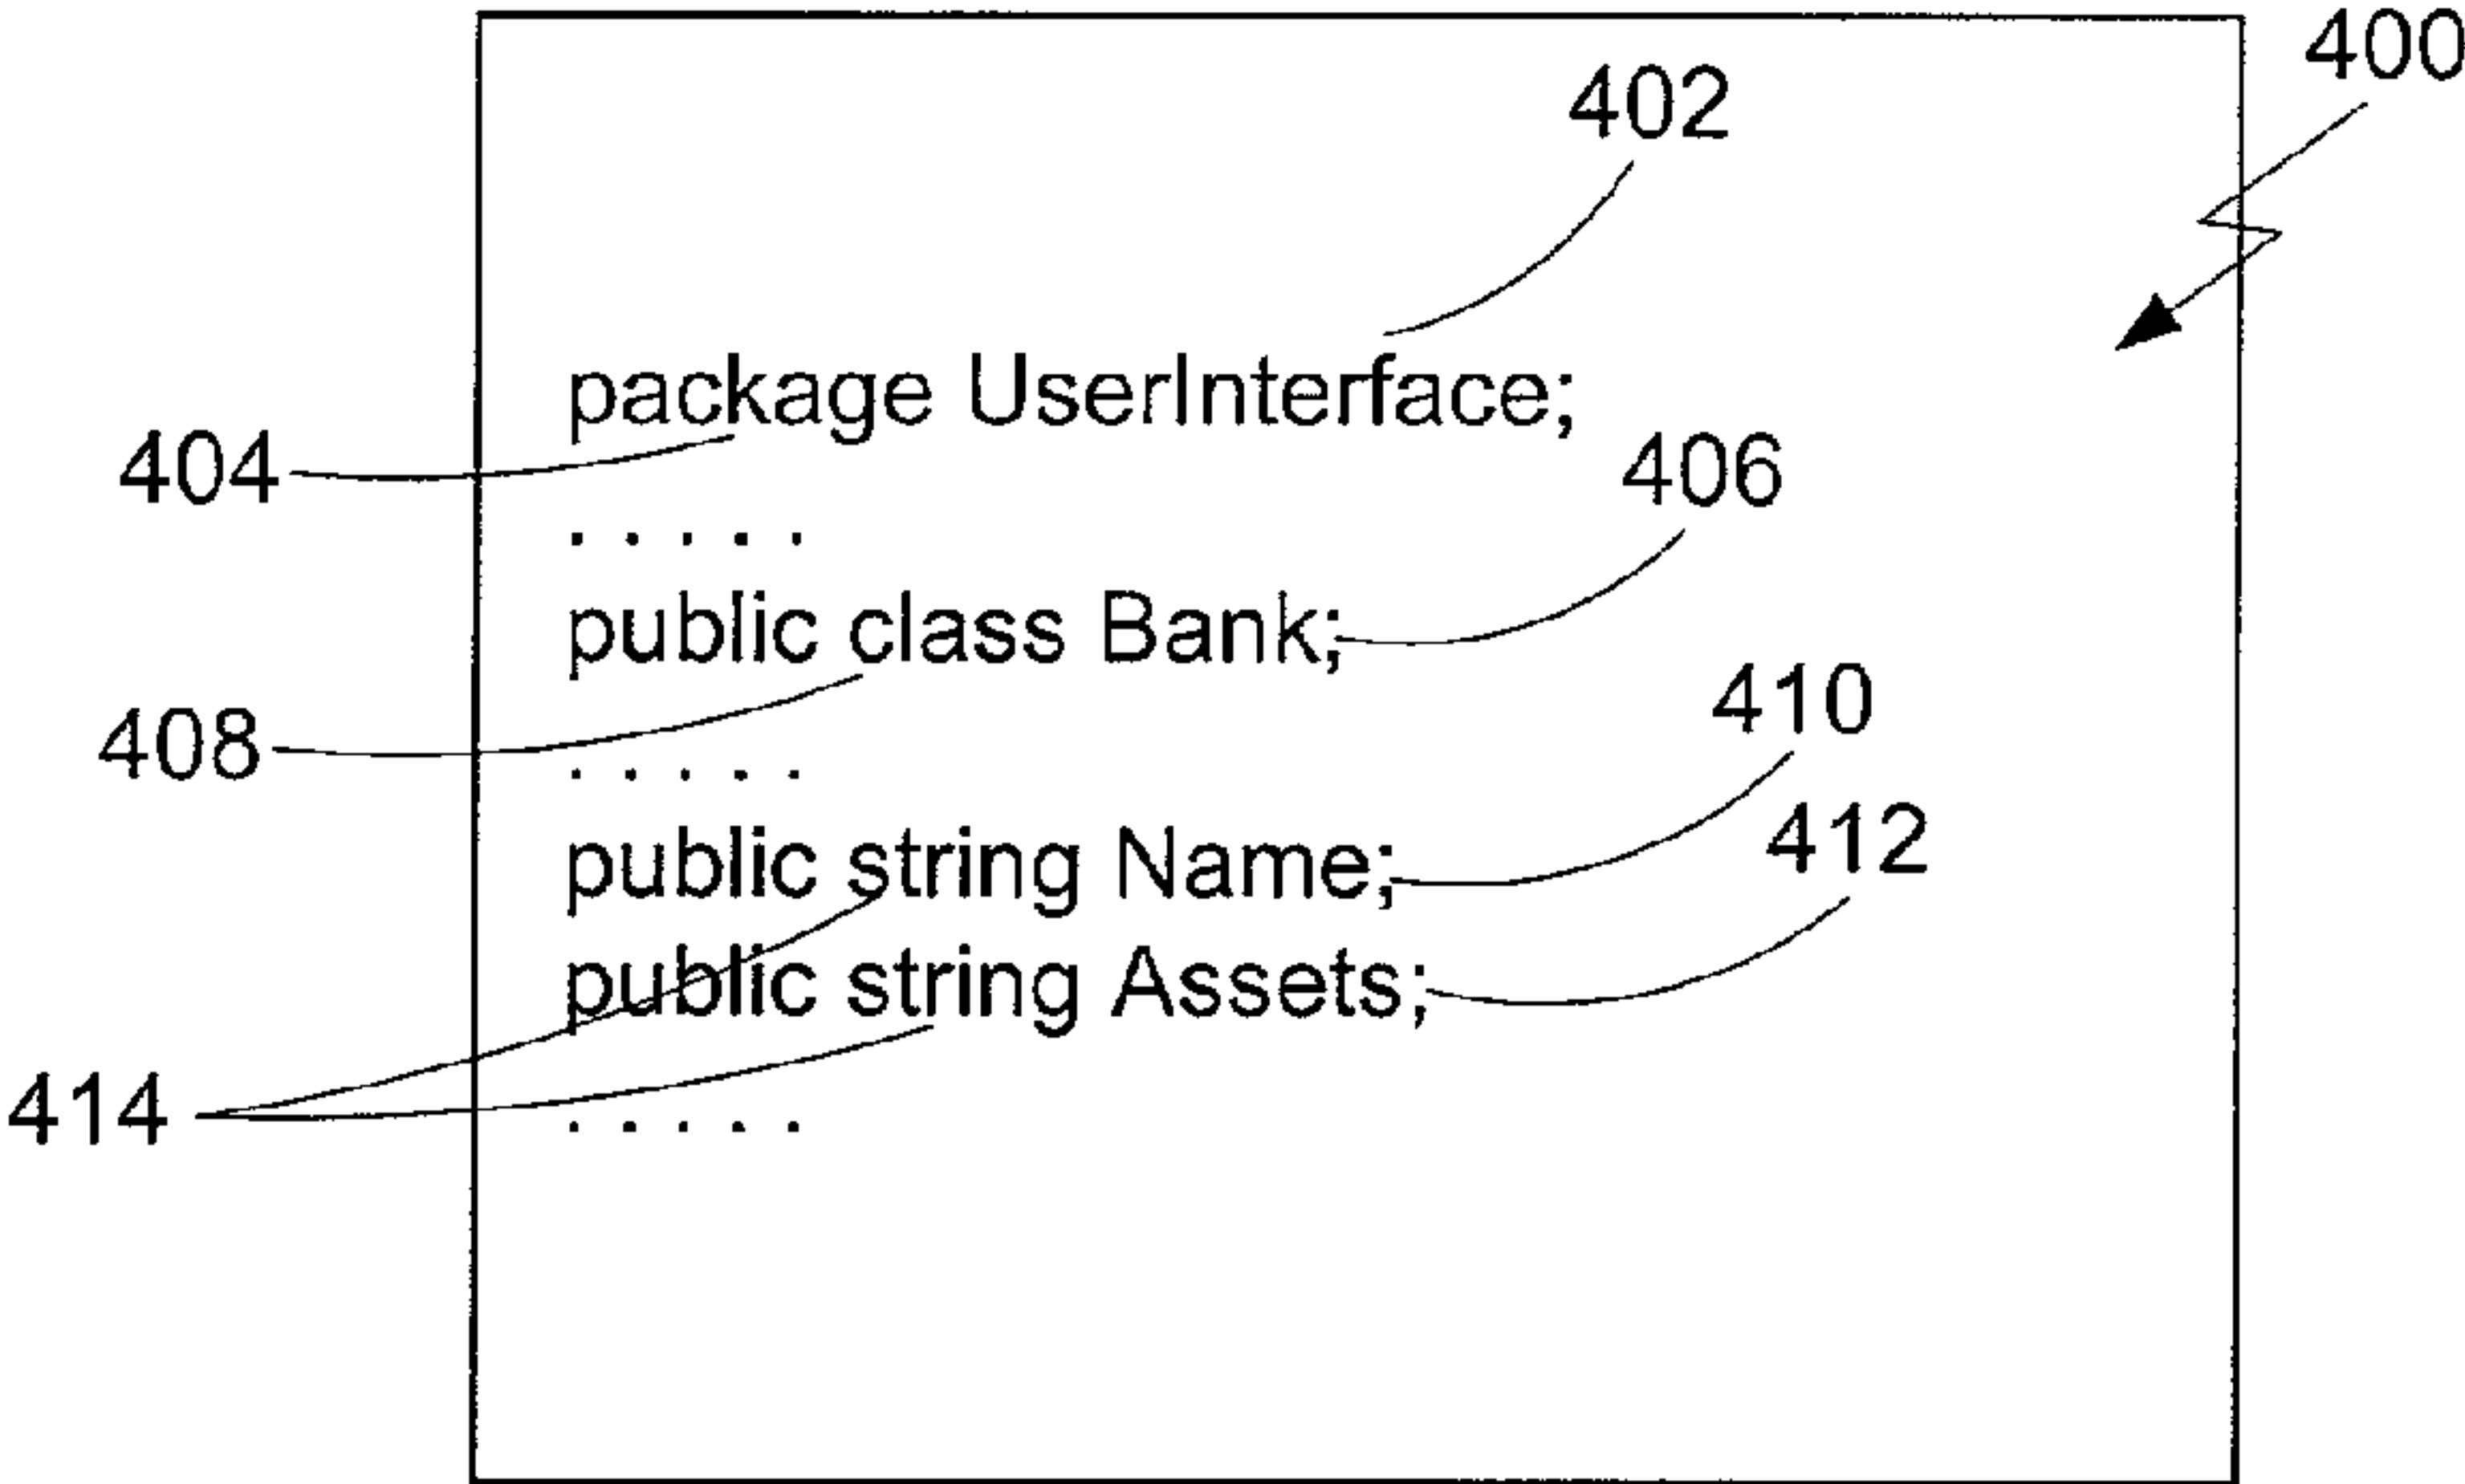 400
402
package UserInterface;
404
406
. . . . .
public class Bank;
408
410
. . . . .
public string Name;
412
public string Assets;
414
. . . . .